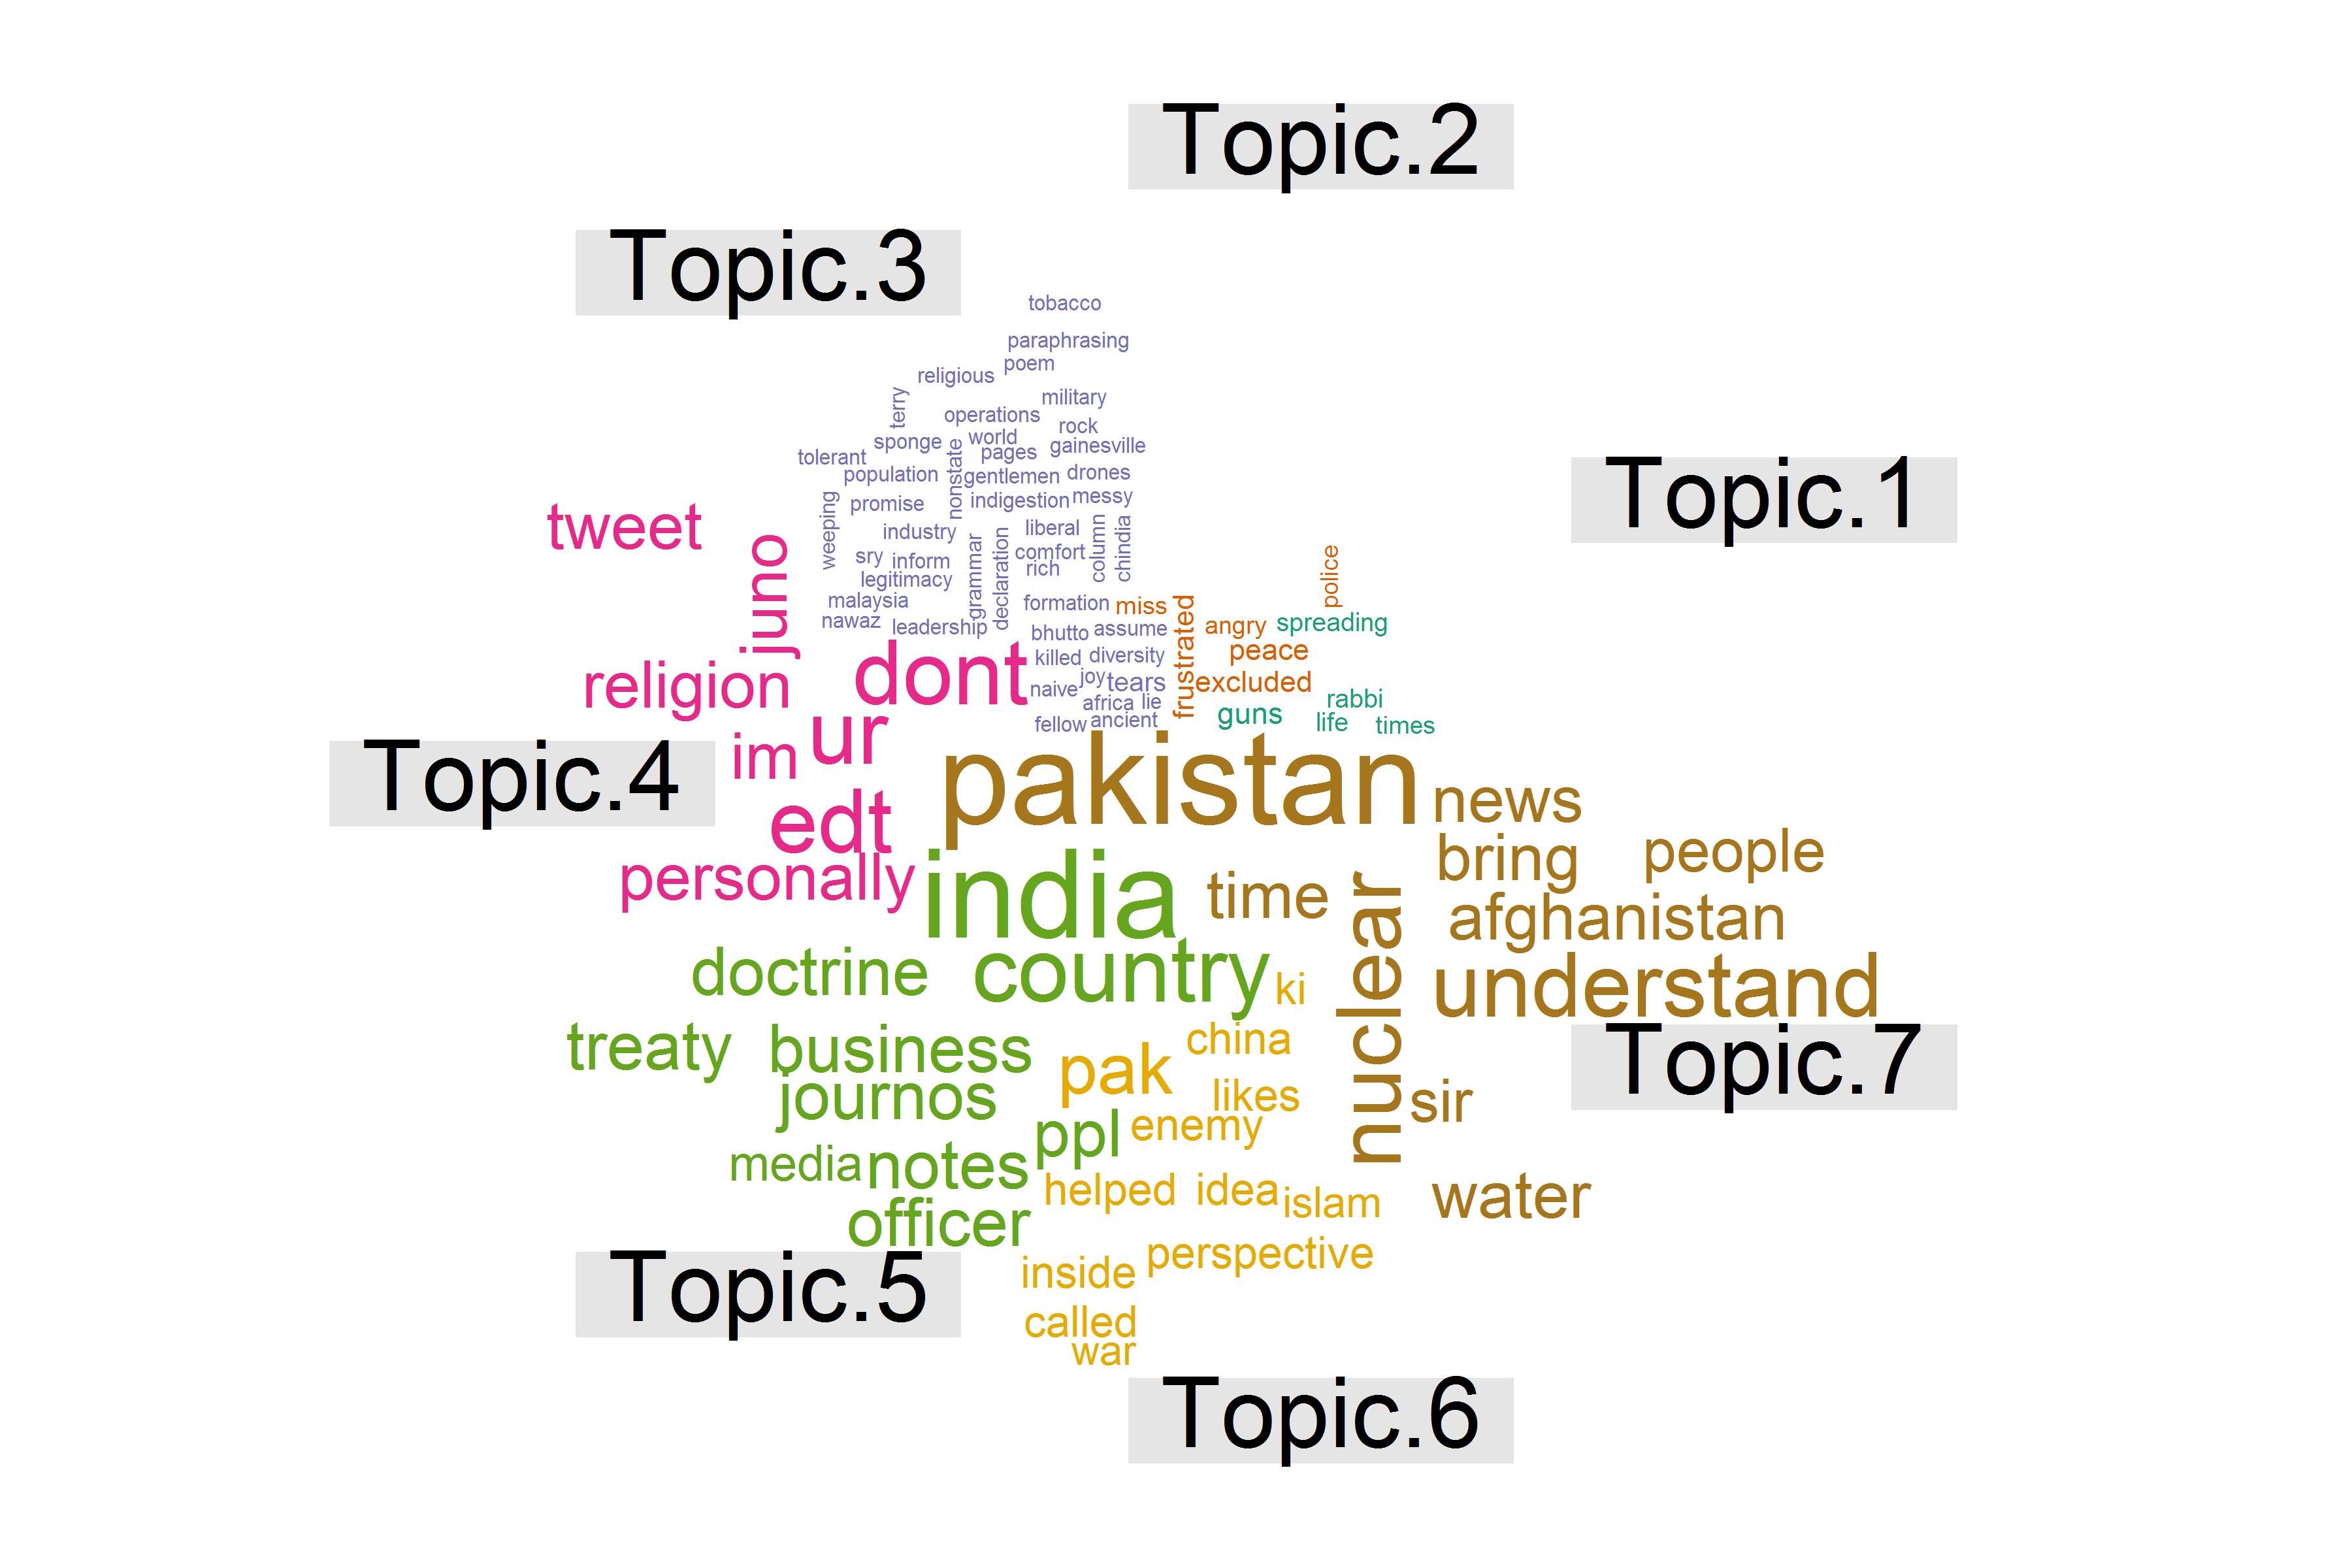 Topic.2
Topic.3
tobacco
paraphrasing
poem
religious
terry
military
operations
rock
sponge
world
gainesville
tolerant
nonstate
pages
population
gentlemen
drones
Topic.1
weeping
promise
indigestion
messy
tweet
industry
liberal
column
chindia
juno
sry
inform
grammar
declaration
comfort
rich
police
legitimacy
malaysia
formation
miss
frustrated
nawaz
leadership
bhutto
assume
angry
spreading
religion
dont
killed
diversity
peace
naive
joy
tears
excluded
africa
lie
rabbi
fellow
ancient
guns
life
times
Topic.4
im
ur
pakistan
news
edt
bring
people
personally
india
time
nuclear
afghanistan
doctrine
country
ki
understand
treaty
business
pak
china
Topic.7
journos
likes
sir
media
notes
ppl
enemy
officer
helped
idea
islam
water
Topic.5
inside
perspective
called
war
Topic.6